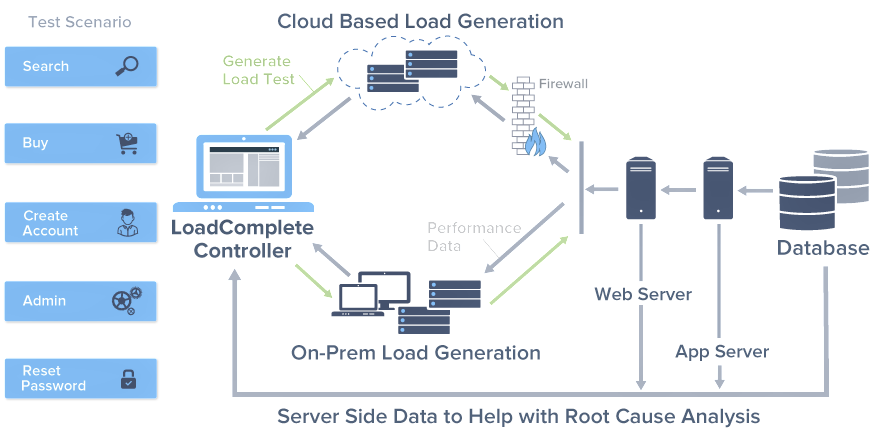 Test Scenario
Search
Buy
Create
Account
Admin
Reset
Password
Cloud Based Load Generation
Generate
Load Test
Firewall
LoadComplete
Controller
Performance
Data
Database
Web Server
On-Prem Load Generation
App Server
Server Side Data to Help with Root Cause Analysis